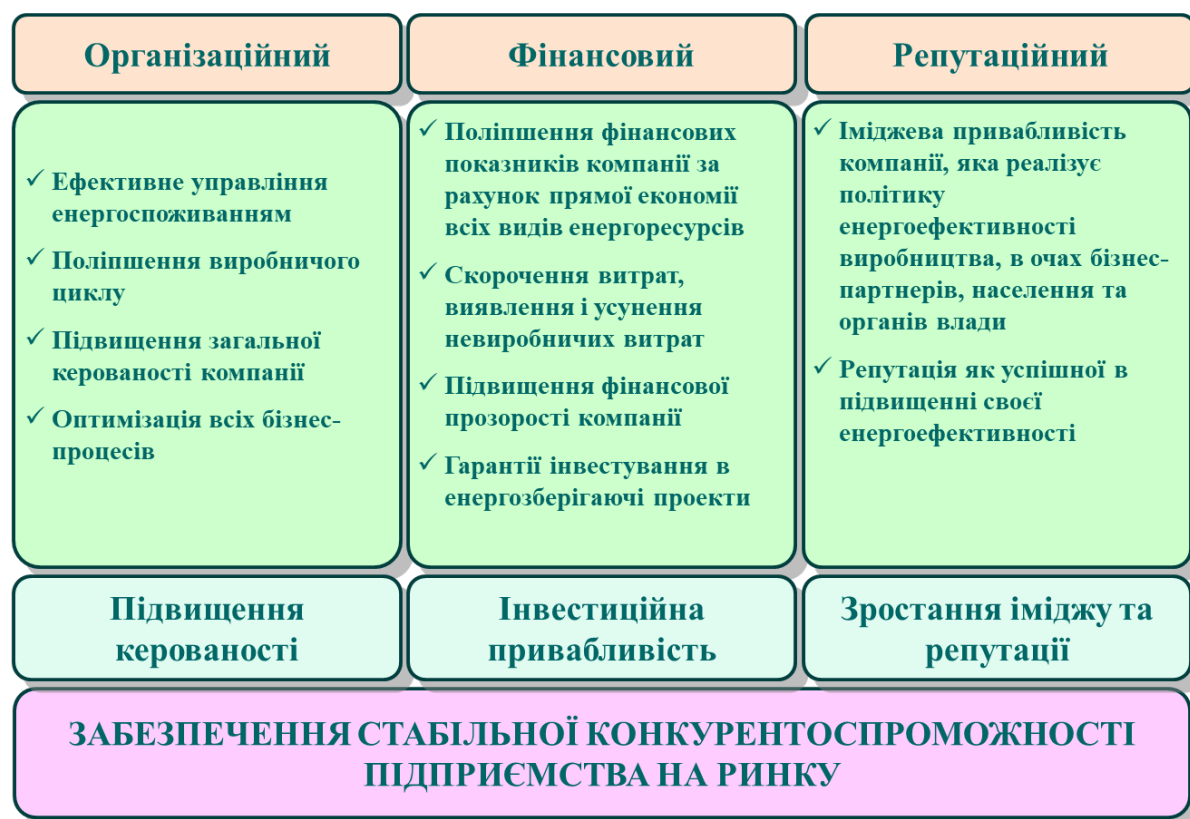 Організаційний
Фінансовий
Репутаційний
✓ Ефективне управління
енергоспоживанням
✓ Поліпшення виробничого
циклу
✓ Підвищення загальної
керованості компанії
✓ Оптимізація всіх бізнес-
процесів
✓ Поліпшення фінансових
показників компанії за
рахунок прямої економії
всіх видів енергоресурсів
✓ Скорочення витрат,
виявлення і усунення
невиробничих витрат
✓ Підвищення фінансової
прозорості компанії
✓ Гарантії інвестування в
енергозберігаючі проекти
✓ Іміджева привабливість
компанії, яка реалізує
політику
енергоефективності
виробництва, в очах бізнес-
партнерів, населення та
органів влади
✓ Репутація як успішної в
підвищенні своєї
енергоефективності
Підвищення
керованості
Інвестиційна
привабливість
Зростання іміджу та
репутації
ЗАБЕЗПЕЧЕННЯ СТАБІЛЬНОЇ КОНКУРЕНТОСПРОМОЖНОСТІ
ПІДПРИЄМСТВА НА РИНКУ